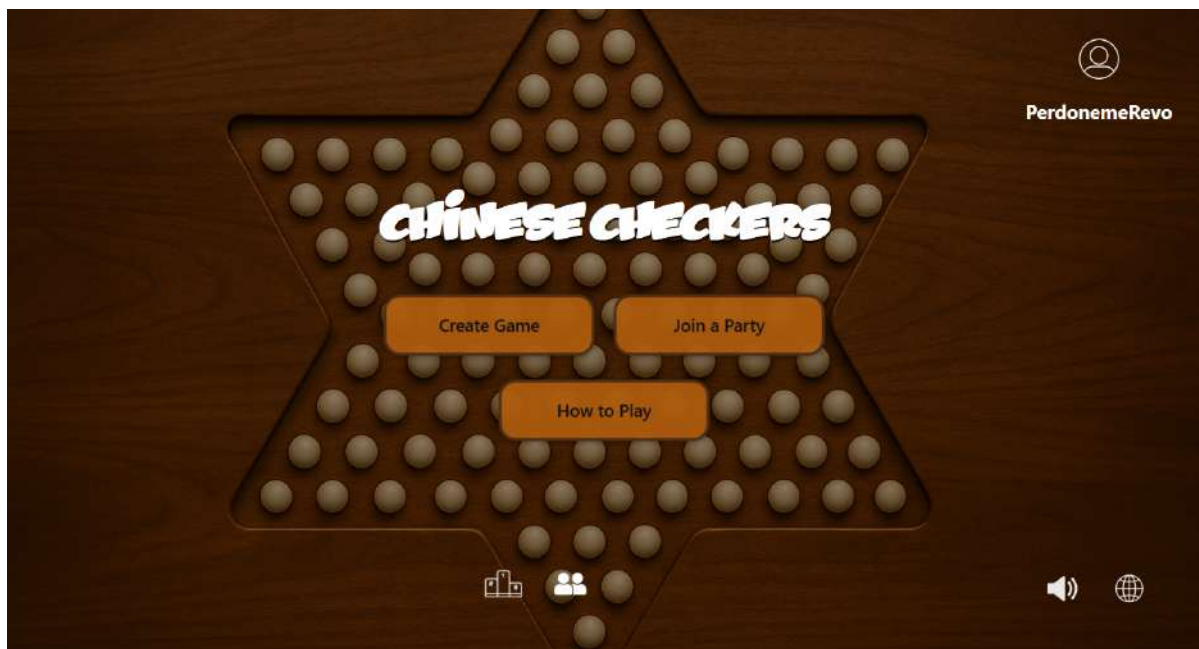 PerdonemeRevo
CHINESE CHECKERS
Create Game
Join a Party
How to Play